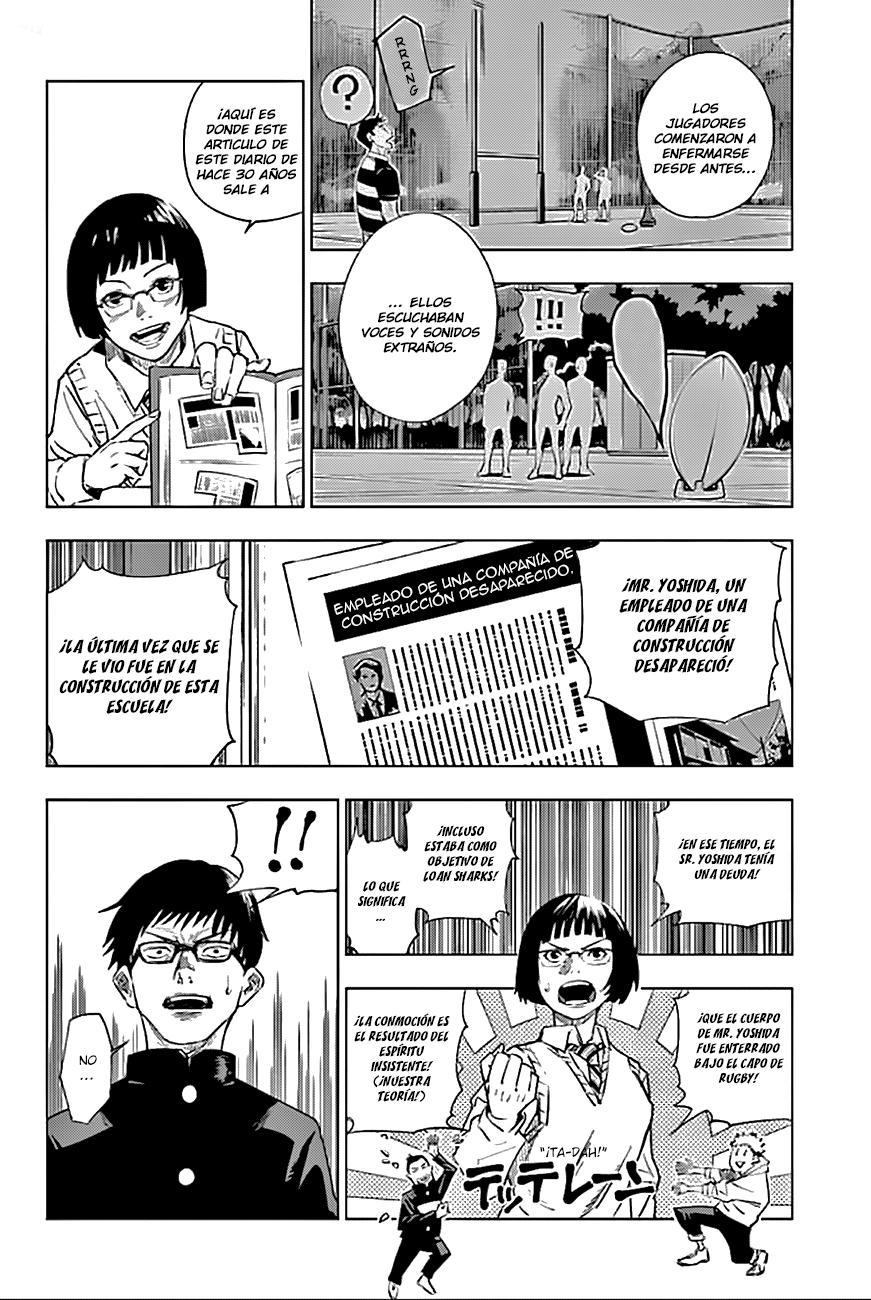 LOS
JUGADORES
COMENZARON A
ENFERMARSE
DESDE ANTES...
RRRNG
?
¡AQUÍ ES
DONDE ESTE
ARTICULO DE
ESTE DIARIO DE
HACE 30 AÑOS
SALE A
... ELLOS
ESCUCHABAN
VOCES Y SONIDOS
EXTRAÑOS.
!!!
¡MR. YOSHIDA, UN
EMPLEADO DE UNA
COMPAÑÍA DE
CONSTRUCCIÓN
DESAPARECIÓ!
EMPLEADO DE UNA COMPAÑÍA DE
CONSTRUCCIÓN DESAPARECIDO.
¡LA ÚLTIMA VEZ QUE SE
LE VIO FUE EN LA
CONSTRUCCIÓN DE ESTA
ESCUELA!
¡EN ESE TIEMPO, EL
SR. YOSHIDA TENÍA
UNA DEUDA!
¡INCLUSO
ESTABA COMO
OBJETIVO DE
LOAN SHARKS!
LO QUE
SIGNIFICA
...
¡QUE EL CUERPO
DE MR. YOSHIDA
FUE ENTERRADO
BAJO EL CAPO DE
RUGBY!
¡LA CONMOCIÓN ES
EL RESULTADO DEL
ESPÍRITU
INSISTENTE!
(¡NUESTRA
TEORÍA!)
"¡TA-DAH!"
テッテレーン
!!
NO
...